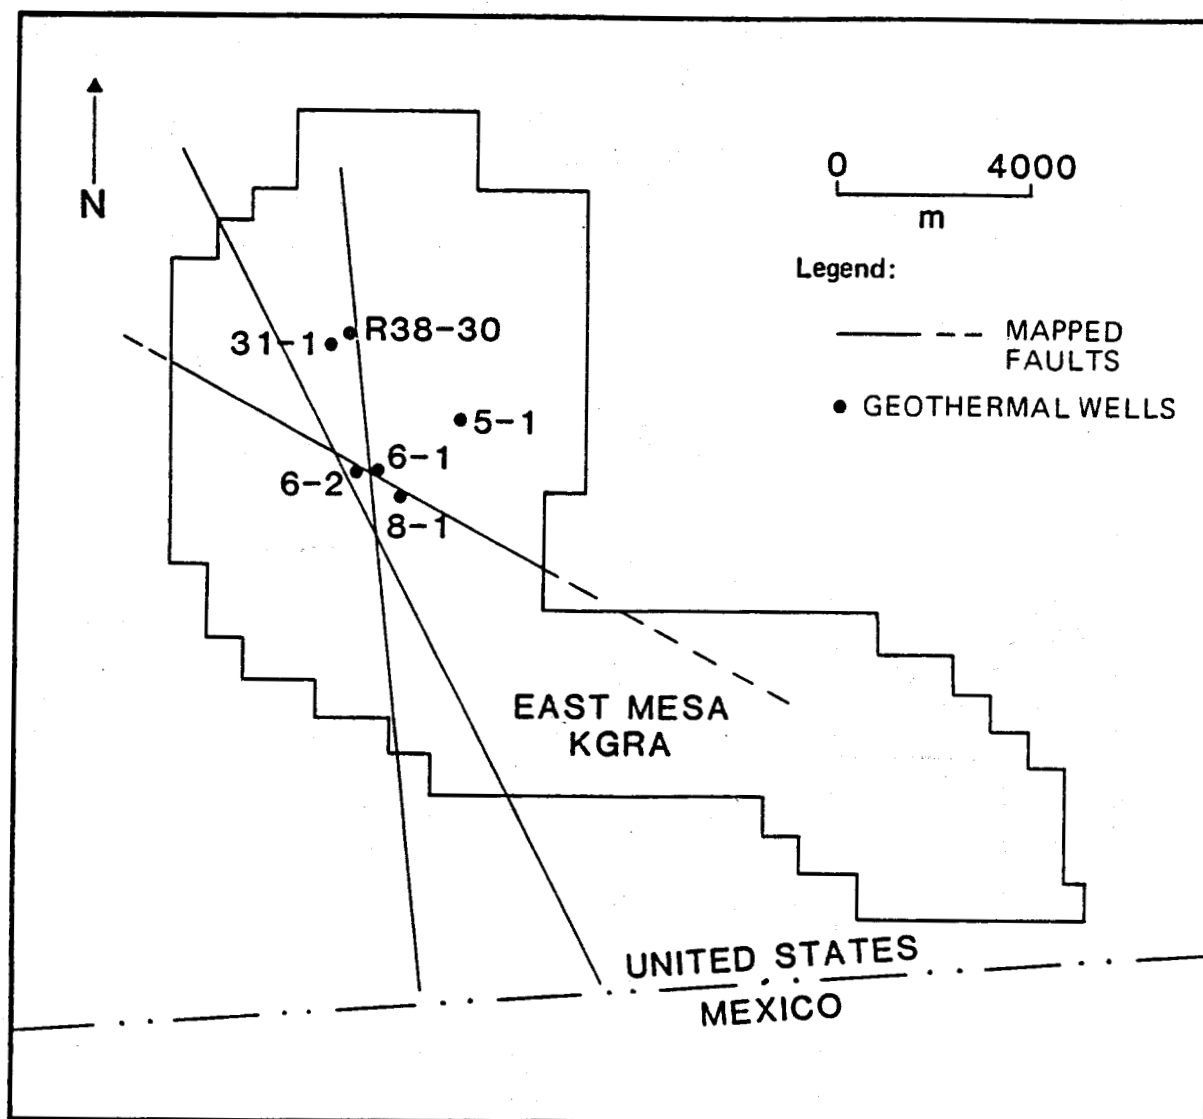 N
0 4000
m
Legend:
MAPPED
FAULTS
GEOTHERMAL WELLS
R38-30
31-1
5-1
6-1
6-2
8-1
EAST MESA
KGRA
UNITED STATES
MEXICO